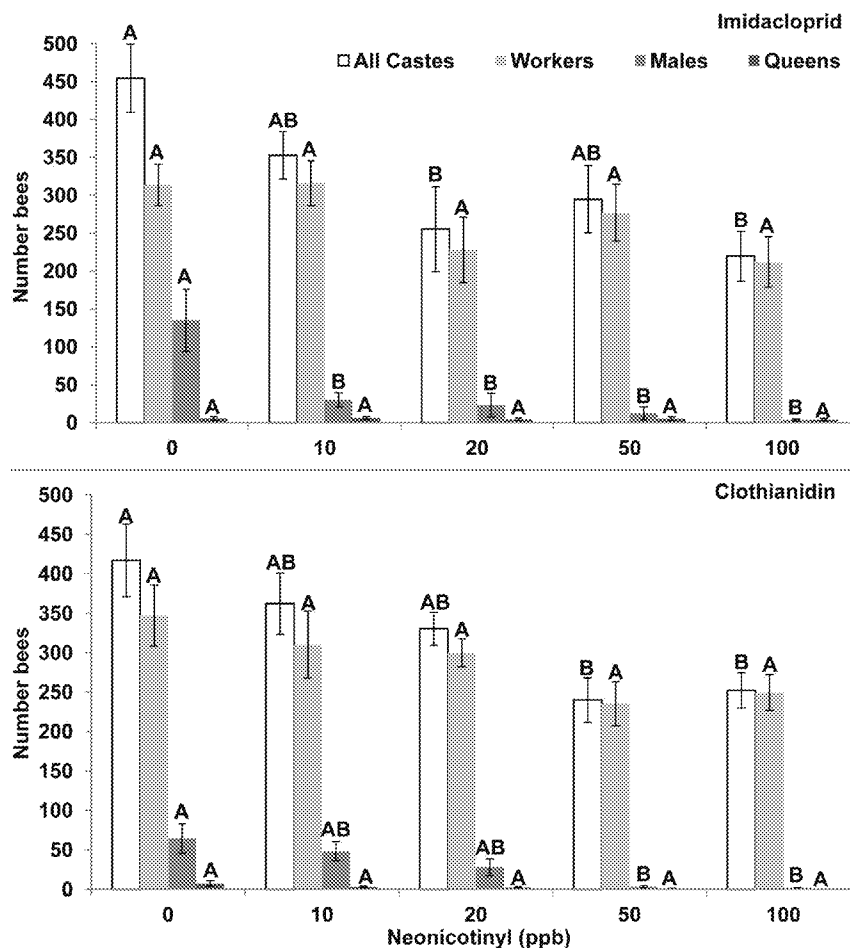 Imidacloprid
All Castes Workers Males Queens
Number bees
500
450
400
350
300
250
200
150
100
50
0
A A A A
AB A B A
B A B A
AB A B A
B A B A
0 10 20 50 100
Clothianidin
Number bees
500
450
400
350
300
250
200
150
100
50
0
A A A A
AB A AB A
AB A AB A
B A B A
B A B A
0 10 20 50 100
Neonicotinyl (ppb)